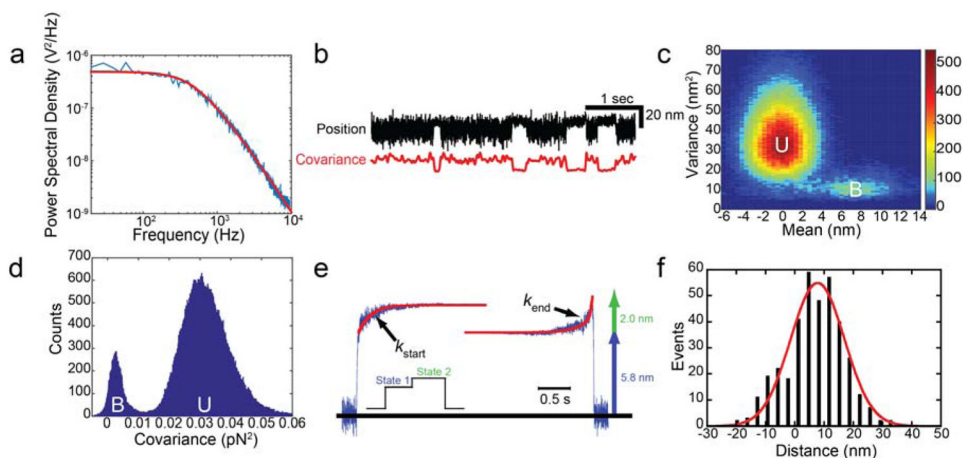 a
Power Spectral Density (V²/Hz)
10⁻⁶
10⁻⁷
10⁻⁸
10⁻⁹
10² 10³ 10⁴
Frequency (Hz)
b
1 sec
20 nm
Position
Covariance
c
Variance (nm²)
80
70
60
50
40
30
20
10
0
U
B
-6 -4 -2 0 2 4 6 8 10 12 14
Mean (nm)
500
400
300
200
100
0
d
Counts
700
600
500
400
300
200
100
0
B U
0 0.01 0.02 0.03 0.04 0.05 0.06
Covariance (pN²)
e
kstart
kend
2.0 nm
5.8 nm
State 1 State 2
0.5 s
f
Events
60
50
40
30
20
10
0
-30 -20 -10 0 10 20 30 40 50
Distance (nm)